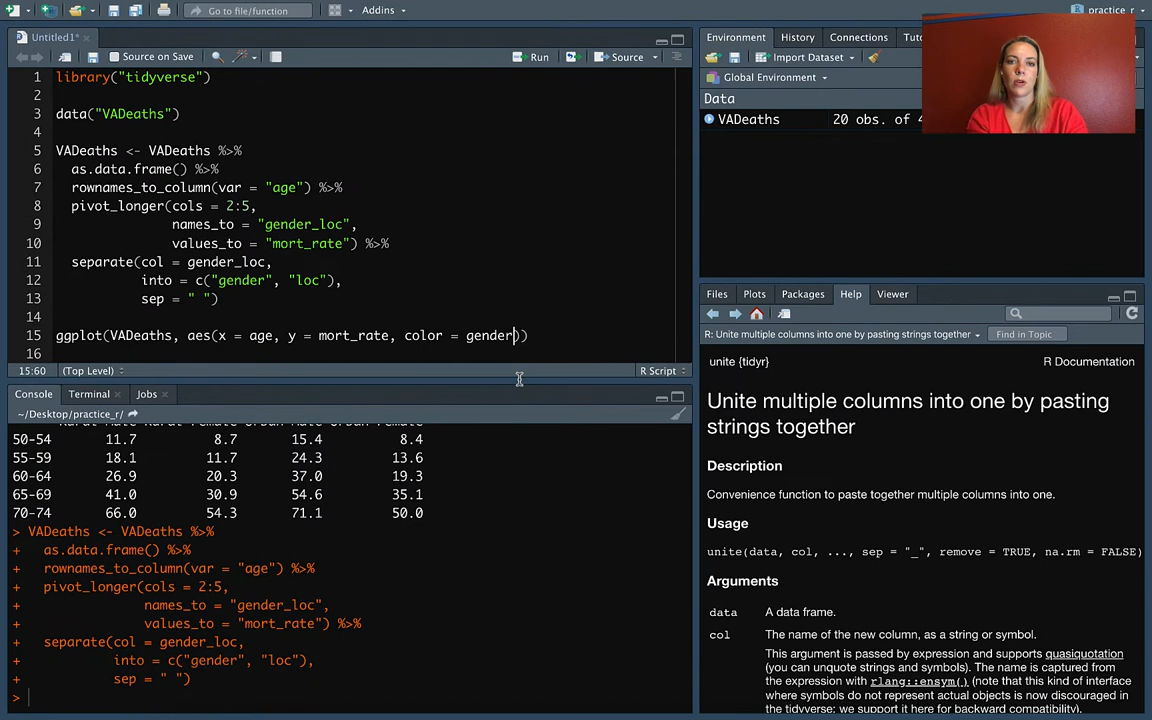 Go to file/function
Addins
practice_r
Untitled1*
Source on Save
Run
Source
1 library("tidyverse")
2
3 data("VADeaths")
4
5 VADeaths <- VADeaths %>%
6 as.data.frame() %>%
7 rownames_to_column(var = "age") %>%
8 pivot_longer(cols = 2:5,
9 names_to = "gender_loc",
10 values_to = "mort_rate") %>%
11 separate(col = gender_loc,
12 into = c("gender", "loc"),
13 sep = " ")
14
15 ggplot(VADeaths, aes(x = age, y = mort_rate, color = gender))
16
15:60 (Top Level) R Script
Console Terminal Jobs
~/Desktop/practice_r/
50-54 11.7 8.7 15.4 8.4
55-59 18.1 11.7 24.3 13.6
60-64 26.9 20.3 37.0 19.3
65-69 41.0 30.9 54.6 35.1
70-74 66.0 54.3 71.1 50.0
> VADeaths <- VADeaths %>%
+ as.data.frame() %>%
+ rownames_to_column(var = "age") %>%
+ pivot_longer(cols = 2:5,
+ names_to = "gender_loc",
+ values_to = "mort_rate") %>%
+ separate(col = gender_loc,
+ into = c("gender", "loc"),
+ sep = " ")
>
Environment History Connections Tu
Import Dataset
Global Environment
Data
VADeaths 20 obs. of 4
Files Plots Packages Help Viewer
R: Unite multiple columns into one by pasting strings together Find in Topic
unite {tidyr} R Documentation
Unite multiple columns into one by pasting
strings together
Description
Convenience function to paste together multiple columns into one.
Usage
unite(data, col, ..., sep = "_", remove = TRUE, na.rm = FALSE)
Arguments
data A data frame.
col The name of the new column, as a string or symbol.
This argument is passed by expression and supports quasiquotation
(you can unquote strings and symbols). The name is captured from
the expression with rlang::ensym() (note that this kind of interface
where symbols do not represent actual objects is now discouraged in
the tidyverse; we support it here for backward compatibility).